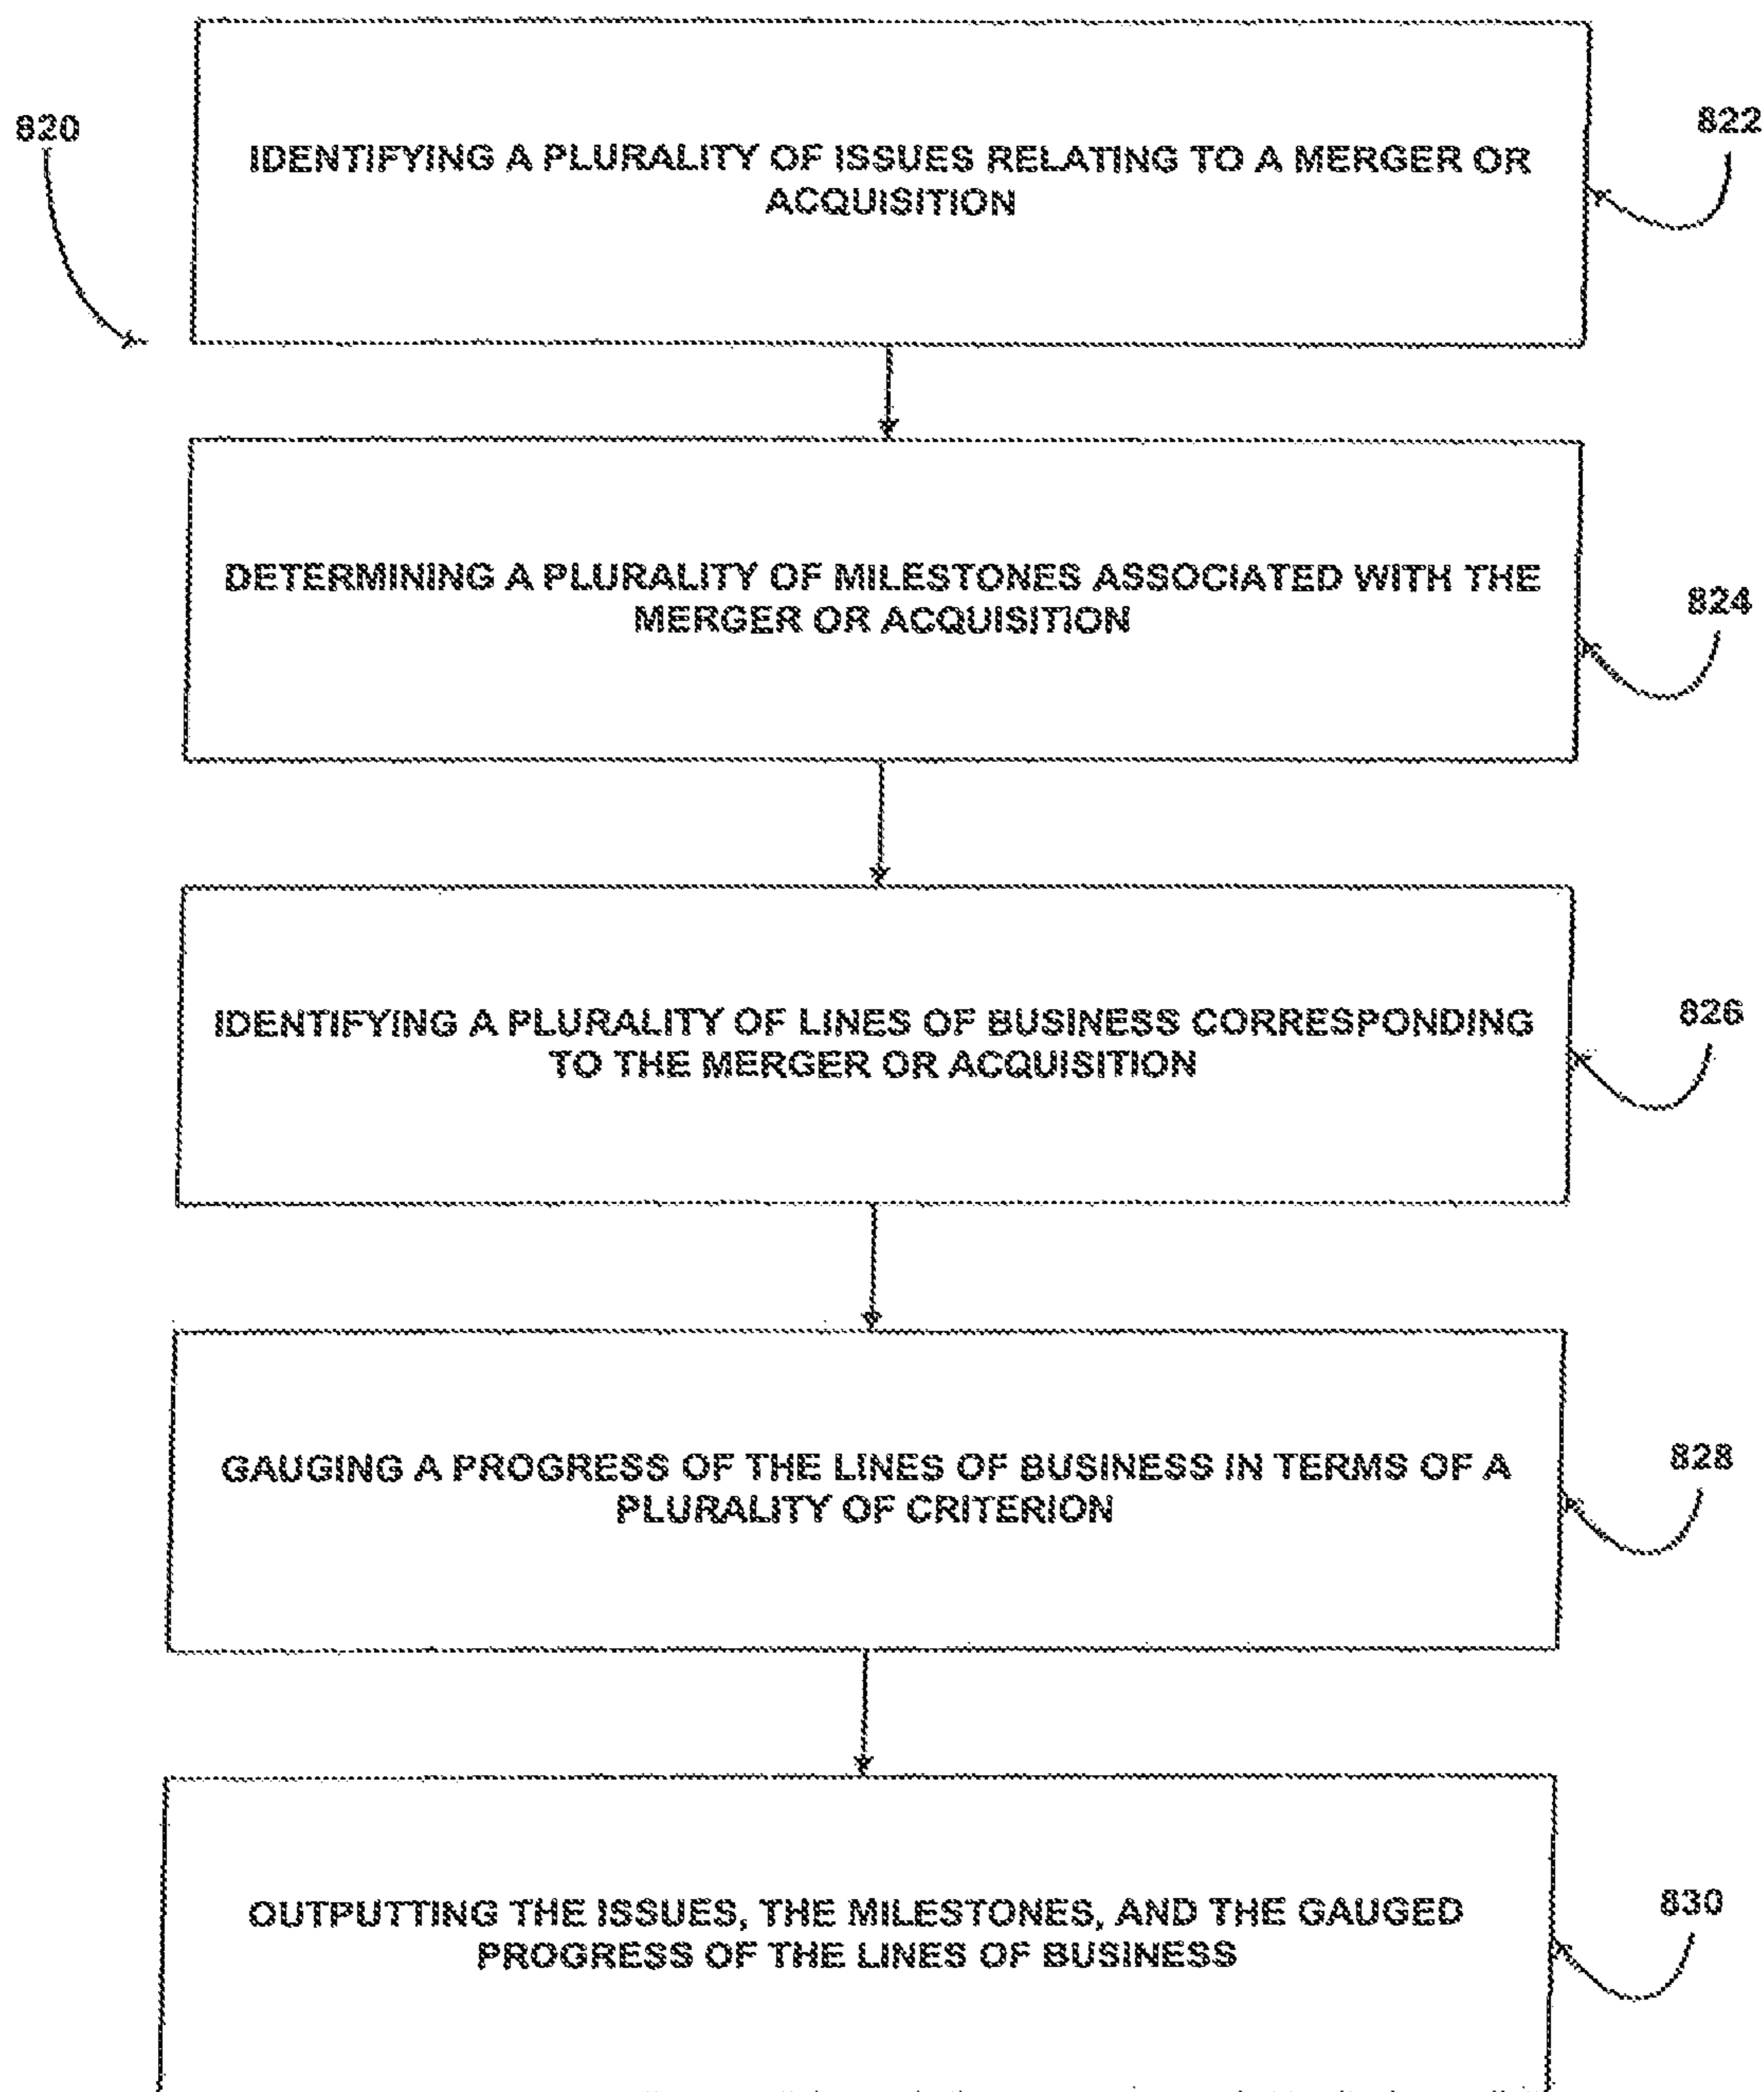 820
822
IDENTIFYING A PLURALITY OF ISSUES RELATING TO A MERGER OR
ACQUISITION
DETERMINING A PLURALITY OF MILESTONES ASSOCIATED WITH THE
MERGER OR ACQUISITION
824
IDENTIFYING A PLURALITY OF LINES OF BUSINESS CORRESPONDING
TO THE MERGER OR ACQUISITION
826
GAUGING A PROGRESS OF THE LINES OF BUSINESS IN TERMS OF A
PLURALITY OF CRITERION
828
OUTPUTTING THE ISSUES, THE MILESTONES, AND THE GAUGED
PROGRESS OF THE LINES OF BUSINESS
830